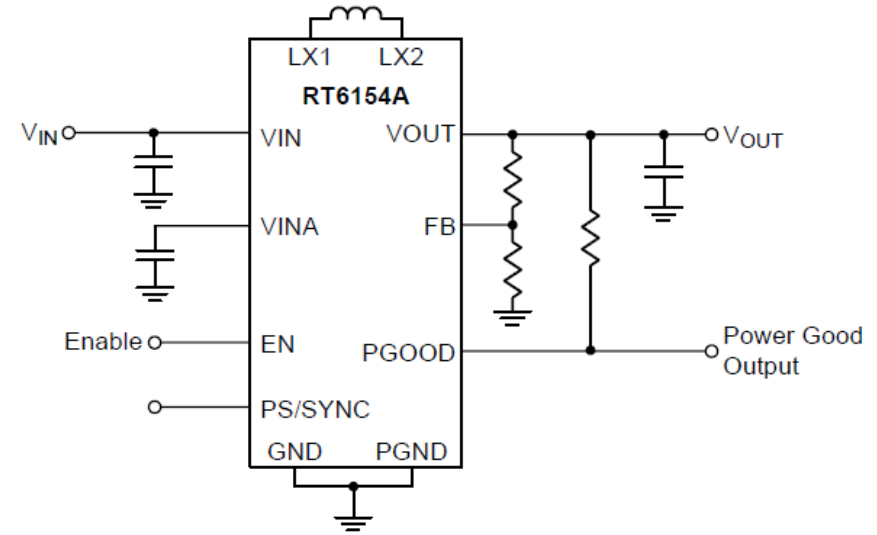 LX1 LX2
RT6154A
VIN
VIN
VOUT
VOUT
VINA
FB
Enable
EN
PGOOD
Power Good
Output
PS/SYNC
GND
PGND